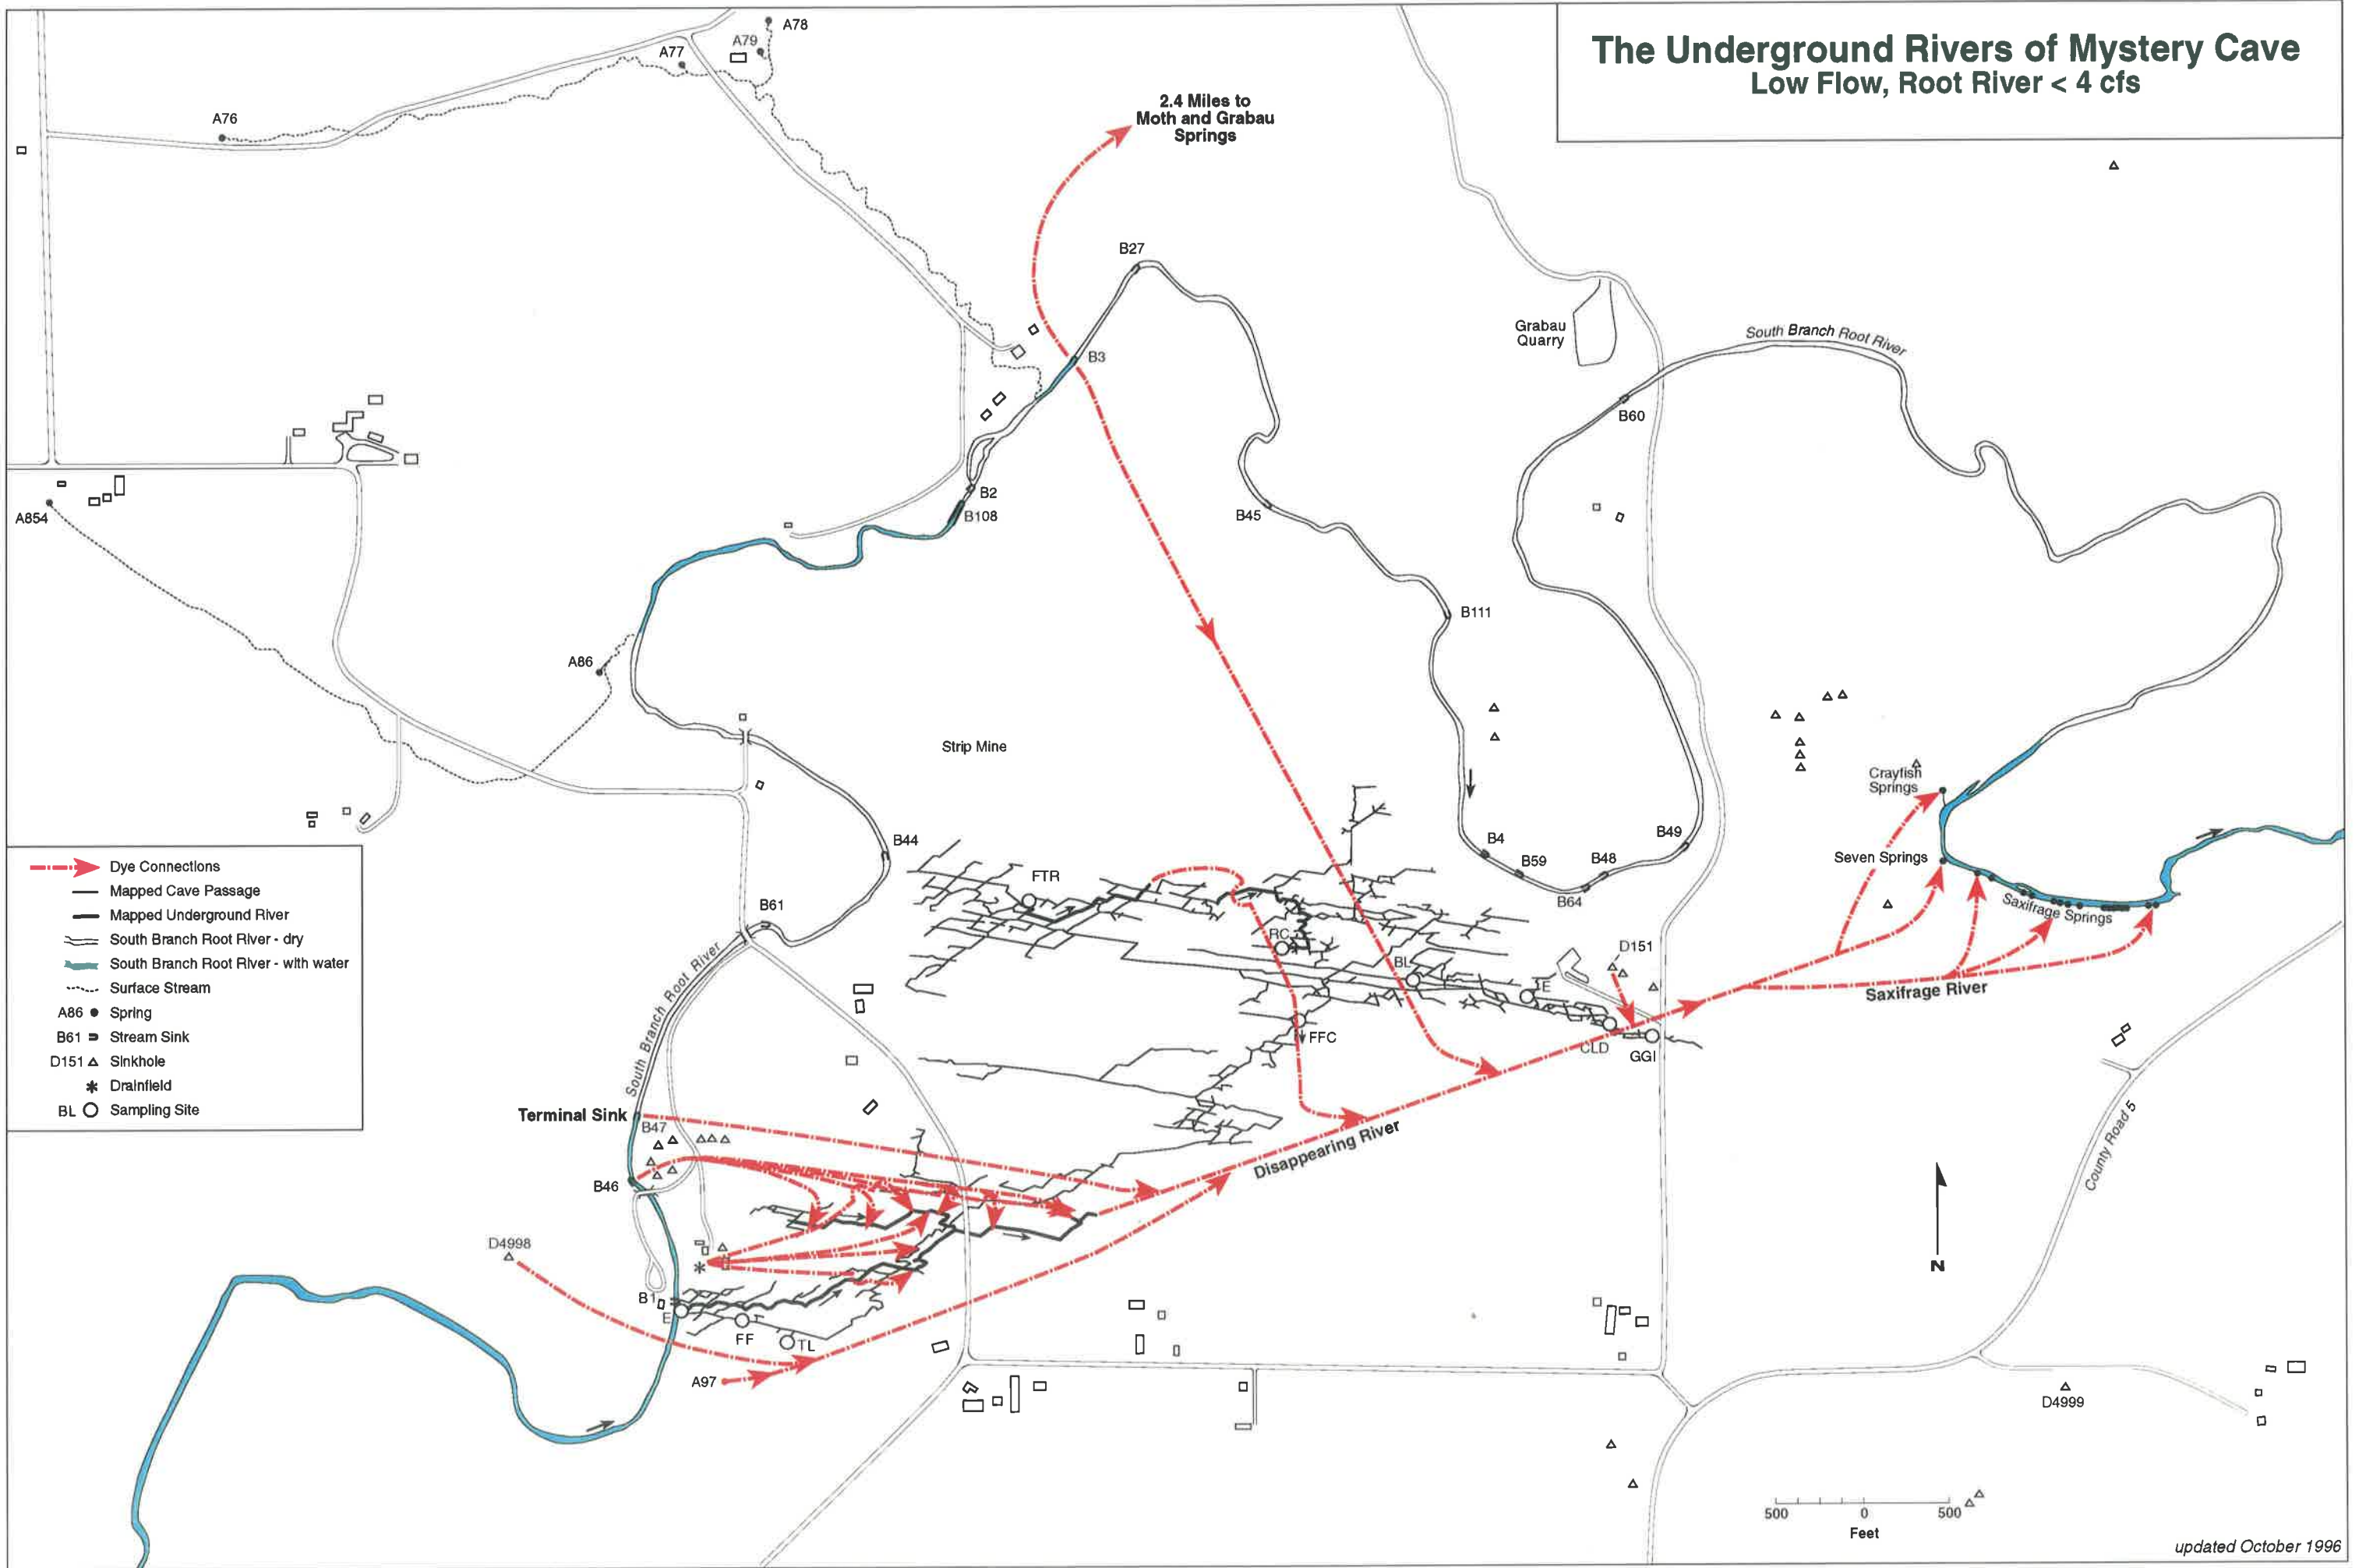 The Underground Rivers of Mystery Cave
Low Flow, Root River < 4 cfs
A78
A79
A77
A76
2.4 Miles to
Moth and Grabau
Springs
B27
Grabau
Quarry
South Branch Root River
B3
B60
B2
B108
A854
B45
B111
A86
Strip Mine
Crayfish
Springs
B44
B4
B49
B59
B48
Seven Springs
B64
FTR
B61
Saxifrage Springs
RC
D151
BL
E
Saxifrage River
FFC
CLD
GGI
Dye Connections
Mapped Cave Passage
Mapped Underground River
South Branch Root River - dry
South Branch Root River - with water
Surface Stream
A86 Spring
B61 Stream Sink
D151 Sinkhole
Drainfield
BL Sampling Site
South Branch Root River
Terminal Sink
B47
Disappearing River
County Road 5
B46
D4998
N
B1
E
FF
TL
A97
D4999
500 0 500
Feet
updated October 1996